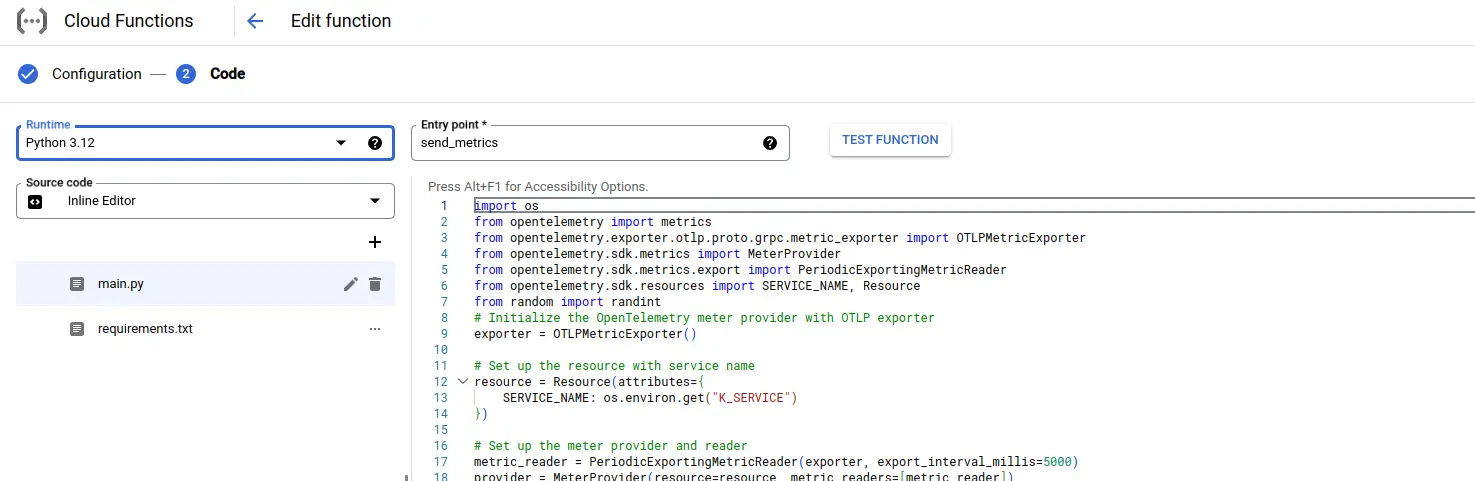 Cloud Functions
Edit function
Configuration
2
Code
Runtime
Python 3.12
Entry point *
send_metrics
TEST FUNCTION
Source code
Inline Editor
main.py
requirements.txt
Press Alt+F1 for Accessibility Options.
1 import os
2 from opentelemetry import metrics
3 from opentelemetry.exporter.otlp.proto.grpc.metric_exporter import OTLPMetricExporter
4 from opentelemetry.sdk.metrics import MeterProvider
5 from opentelemetry.sdk.metrics.export import PeriodicExportingMetricReader
6 from opentelemetry.sdk.resources import SERVICE_NAME, Resource
7 from random import randint
8 # Initialize the OpenTelemetry meter provider with OTLP exporter
9 exporter = OTLPMetricExporter()
10
11 # Set up the resource with service name
12 resource = Resource(attributes={
13 SERVICE_NAME: os.environ.get("K_SERVICE")
14 })
15
16 # Set up the meter provider and reader
17 metric_reader = PeriodicExportingMetricReader(exporter, export_interval_millis=5000)
18 provider = MeterProvider(resource=resource, metric_readers=[metric_reader])